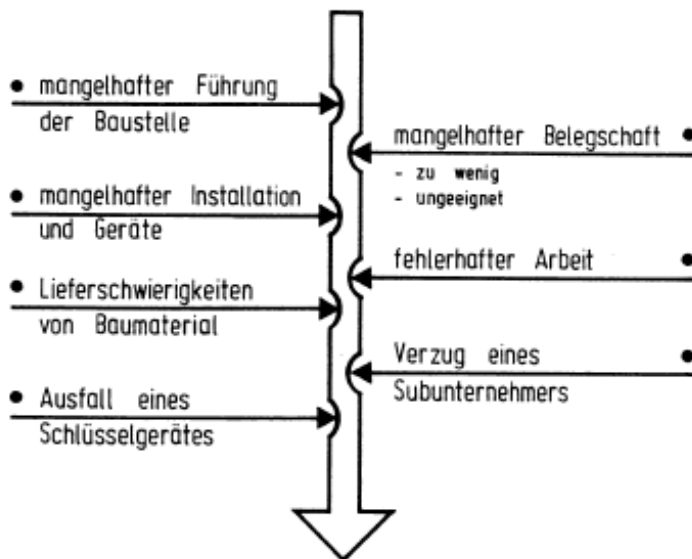 • mangelhafter Führung
der Baustelle
• mangelhafter Installation
und Geräte
• Lieferschwierigkeiten
von Baumaterial
• Ausfall eines
Schlüsselgerätes
mangelhafter Belegschaft •
- zu wenig
- ungeeignet
fehlerhafter Arbeit •
Verzug eines •
Subunternehmers